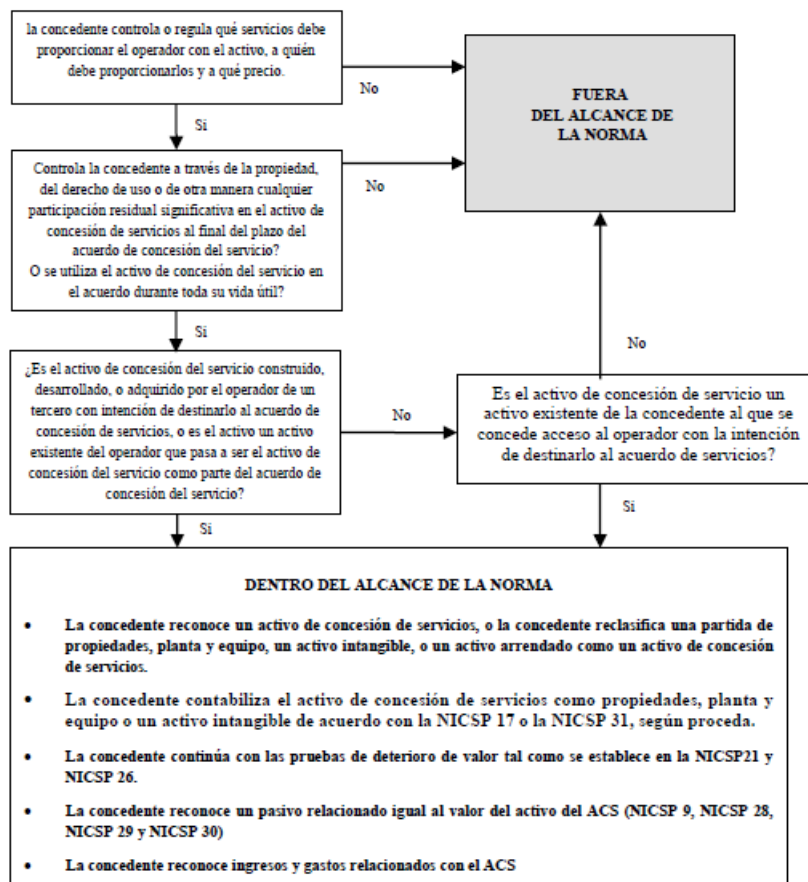 la concedente controla o regula qué servicios debe
proporcionar el operador con el activo, a quién
debe proporcionarlos y a qué precio.
No
FUERA
DEL ALCANCE DE
LA NORMA
Si
Controla la concedente a través de la propiedad,
del derecho de uso o de otra manera cualquier
participación residual significativa en el activo de
concesión de servicios al final del plazo del
acuerdo de concesión del servicio?
O se utiliza el activo de concesión del servicio en
el acuerdo durante toda su vida útil?
No
Si
No
¿Es el activo de concesión del servicio construido,
desarrollado, o adquirido por el operador de un
tercero con intención de destinarlo al acuerdo de
concesión de servicios, o es el activo un activo
existente del operador que pasa a ser el activo de
concesión del servicio como parte del acuerdo de
concesión del servicio?
No
Es el activo de concesión de servicio un
activo existente de la concedente al que se
concede acceso al operador con la intención
de destinarlo al acuerdo de servicios?
Si
Si
DENTRO DEL ALCANCE DE LA NORMA
• La concedente reconoce un activo de concesión de servicios, o la concedente reclasifica una partida de
propiedades, planta y equipo, un activo intangible, o un activo arrendado como un activo de concesión
de servicios.
• La concedente contabiliza el activo de concesión de servicios como propiedades, planta y
equipo o un activo intangible de acuerdo con la NICSP 17 o la NICSP 31, según proceda.
• La concedente continúa con las pruebas de deterioro de valor tal como se establece en la NICSP21 y
NICSP 26.
• La concedente reconoce un pasivo relacionado igual al valor del activo del ACS (NICSP 9, NICSP 28,
NICSP 29 y NICSP 30)
• La concedente reconoce ingresos y gastos relacionados con el ACS